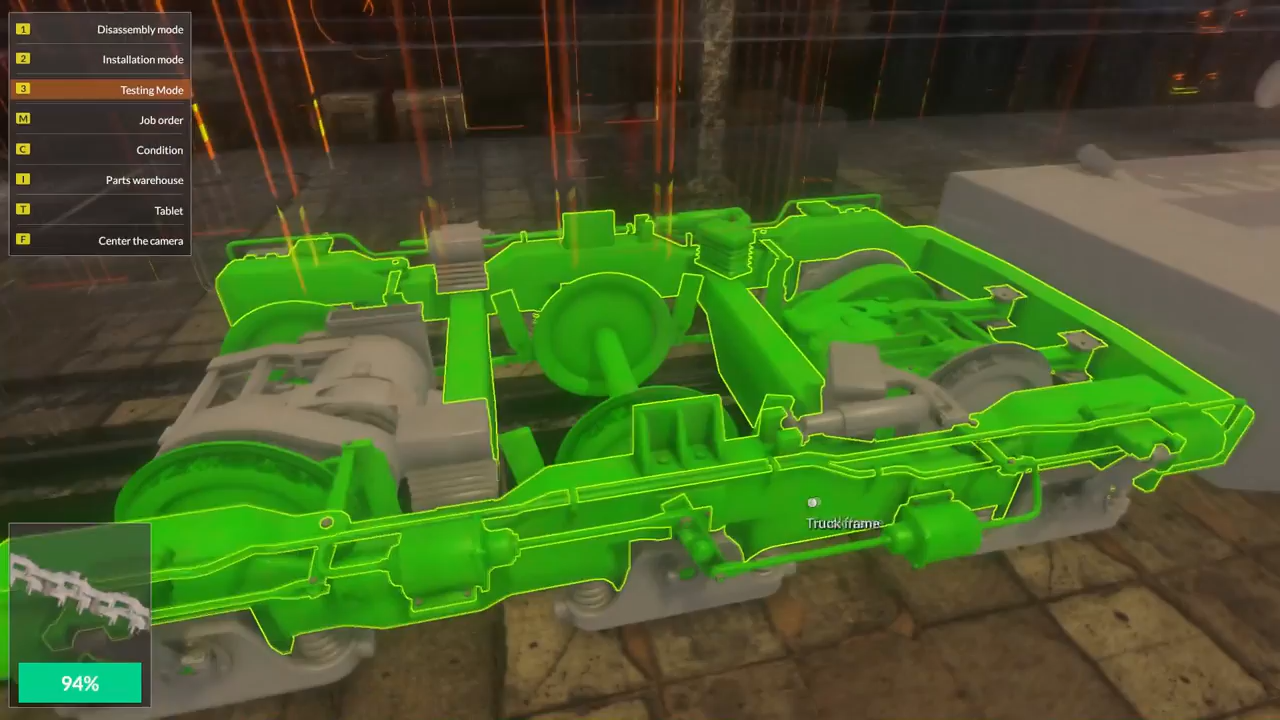 1 Disassembly mode
2 Installation mode
3 Testing Mode
M Job order
C Condition
I Parts warehouse
T Tablet
F Center the camera
Truck frame
94%